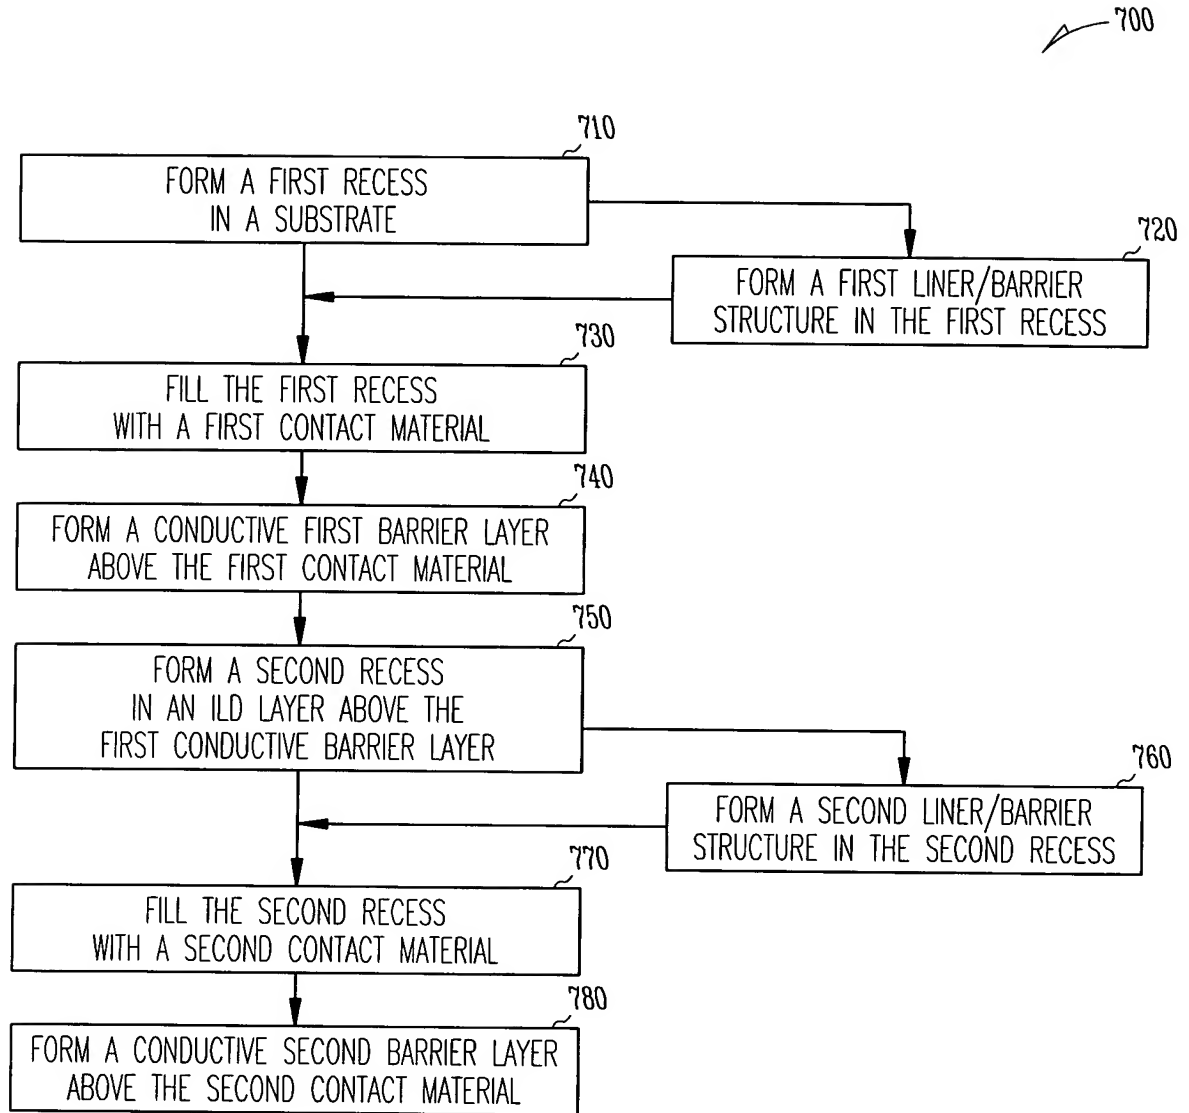 700
710
FORM A FIRST RECESS
IN A SUBSTRATE
720
FORM A FIRST LINER/BARRIER
STRUCTURE IN THE FIRST RECESS
730
FILL THE FIRST RECESS
WITH A FIRST CONTACT MATERIAL
740
FORM A CONDUCTIVE FIRST BARRIER LAYER
ABOVE THE FIRST CONTACT MATERIAL
750
FORM A SECOND RECESS
IN AN ILD LAYER ABOVE THE
FIRST CONDUCTIVE BARRIER LAYER
760
FORM A SECOND LINER/BARRIER
STRUCTURE IN THE SECOND RECESS
770
FILL THE SECOND RECESS
WITH A SECOND CONTACT MATERIAL
780
FORM A CONDUCTIVE SECOND BARRIER LAYER
ABOVE THE SECOND CONTACT MATERIAL